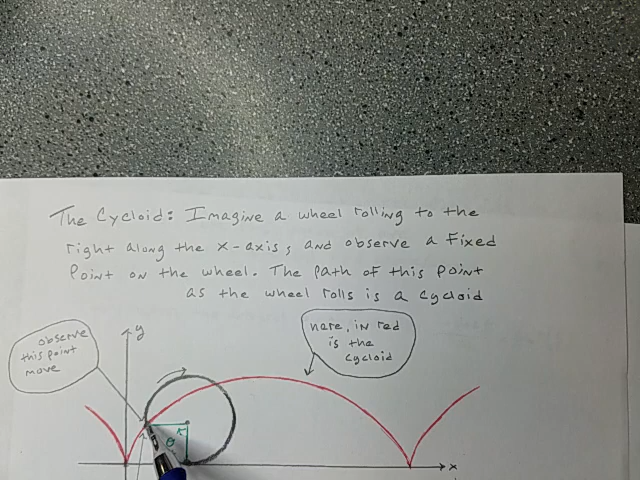 The Cycloid: Imagine a wheel rolling to the
right along the x-axis, and observe a Fixed
Point on the wheel. The path of this point
as the wheel rolls is a cycloid
y
observe
this point
move
here, in red
is the
cycloid
r
θ
x